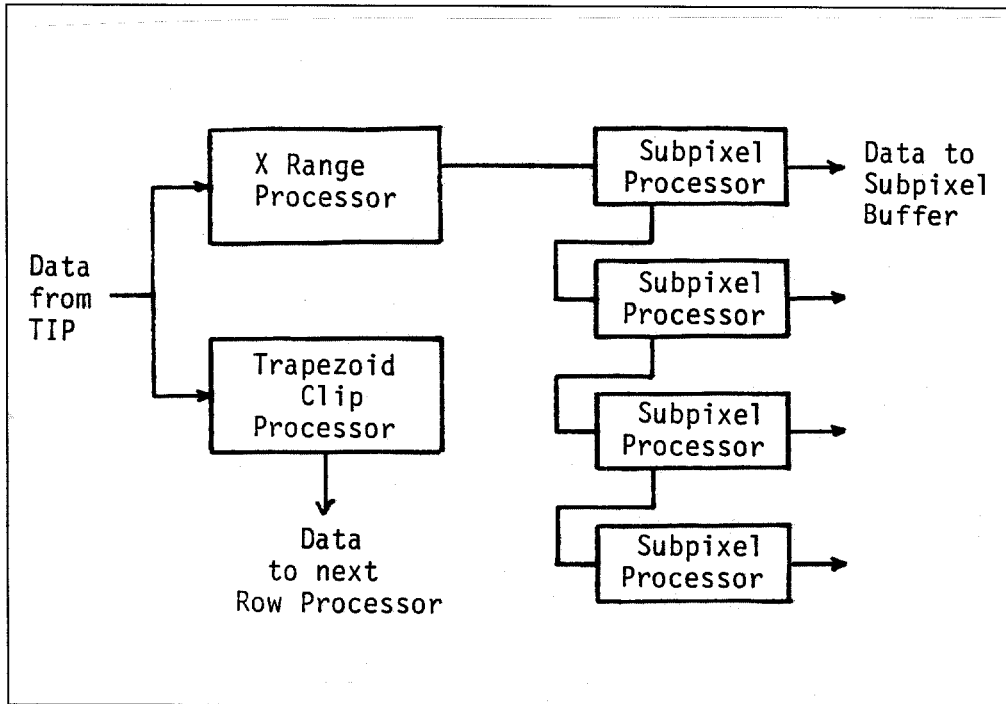 X Range
Processor
Subpixel
Processor
Data to
Subpixel
Buffer
Data
from
TIP
Subpixel
Processor
Trapezoid
Clip
Processor
Subpixel
Processor
Data
to next
Row Processor
Subpixel
Processor